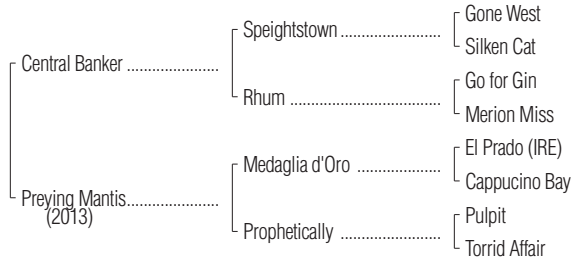 Gone West
Speightstown
Silken Cat
Central Banker
Go for Gin
Rhum
Merion Miss
El Prado (IRE)
Medaglia d'Oro
Cappucino Bay
Preying Mantis
(2013)
Pulpit
Prophetically
Torrid Affair